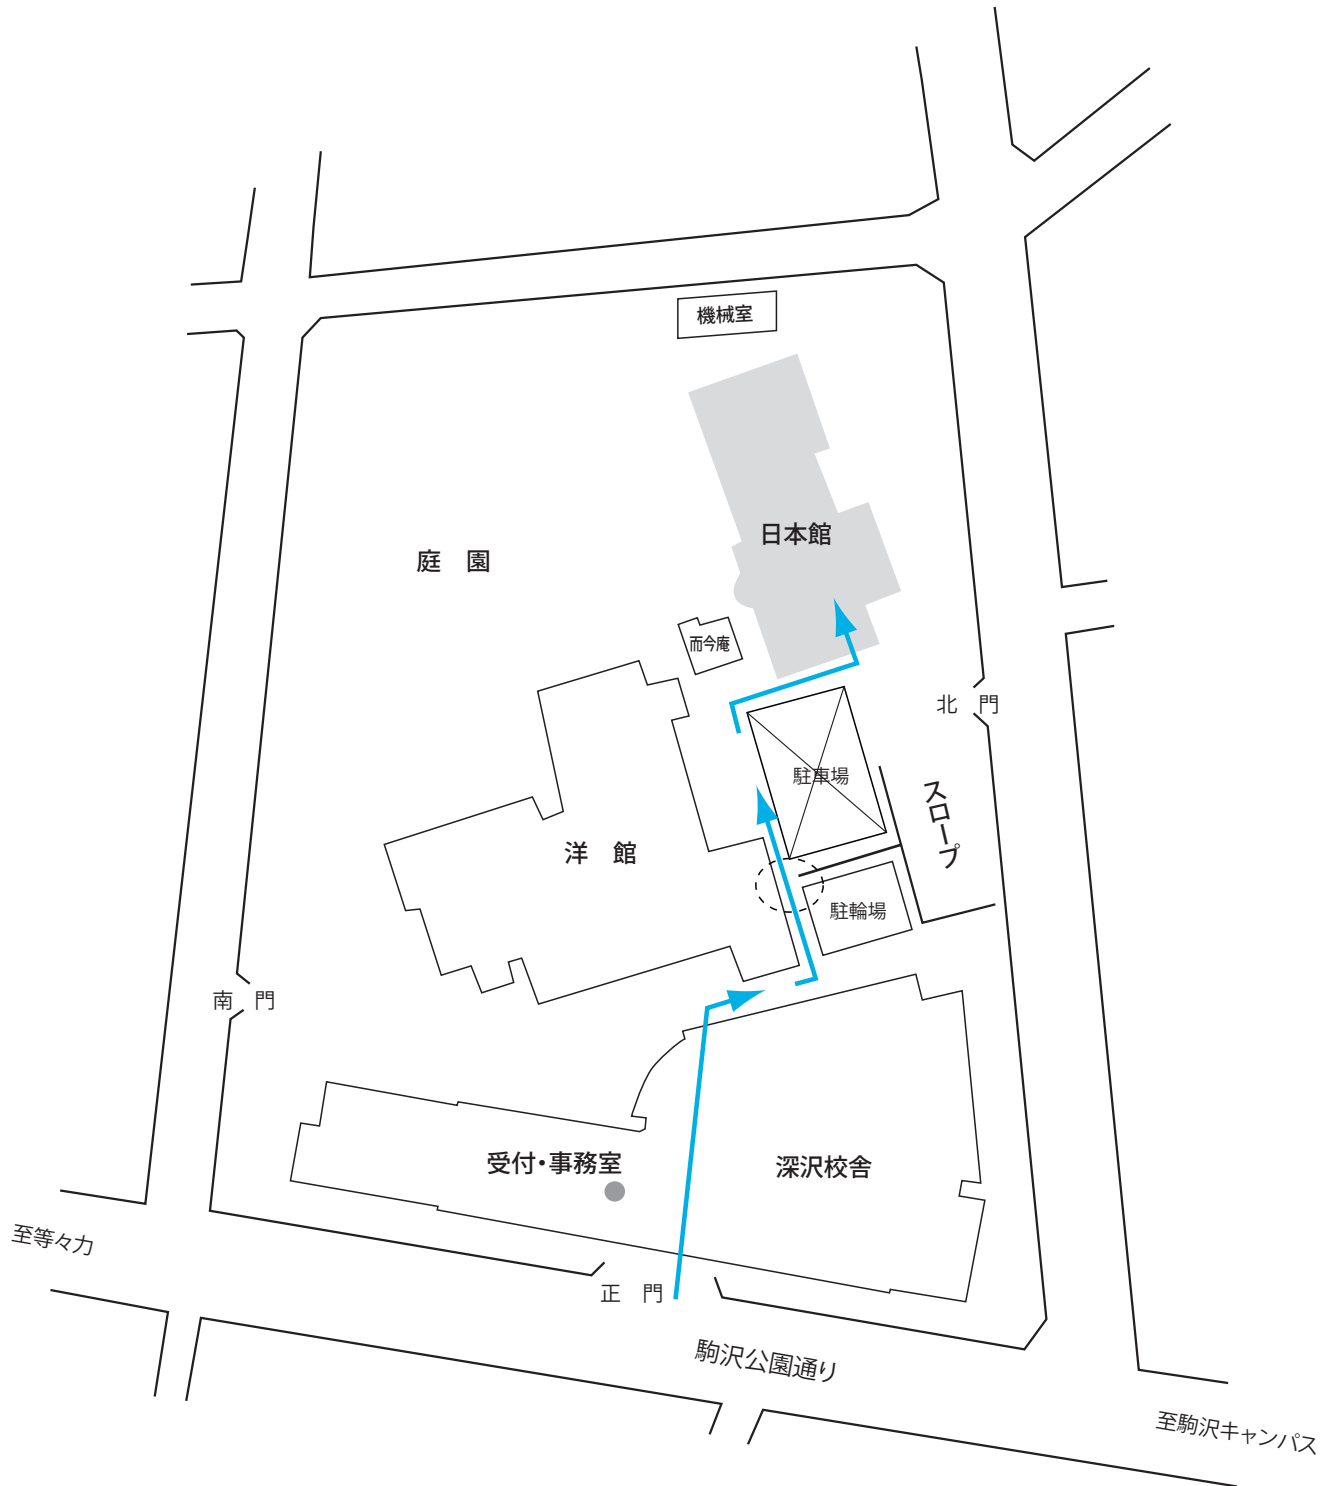 機械室
日本館
庭　園
而今庵
北　門
駐車場
スロープ
洋　館
駐輪場
南　門
受付・事務室
深沢校舎
至等々力
正　門
駒沢公園通り
至駒沢キャンパス